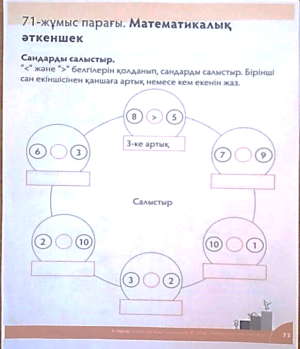 71-жұмыс парағы. Математикалық
әткеншек
Сандарды салыстыр.
"<" және ">" белгілерін қолданып, сандарды салыстыр. Бірінші
сан екіншісінен қаншаға артық немесе кем екенін жаз.
8 > 5
3-ке артық
6 3
7 9
Салыстыр
2 10
10 1
3 2
73